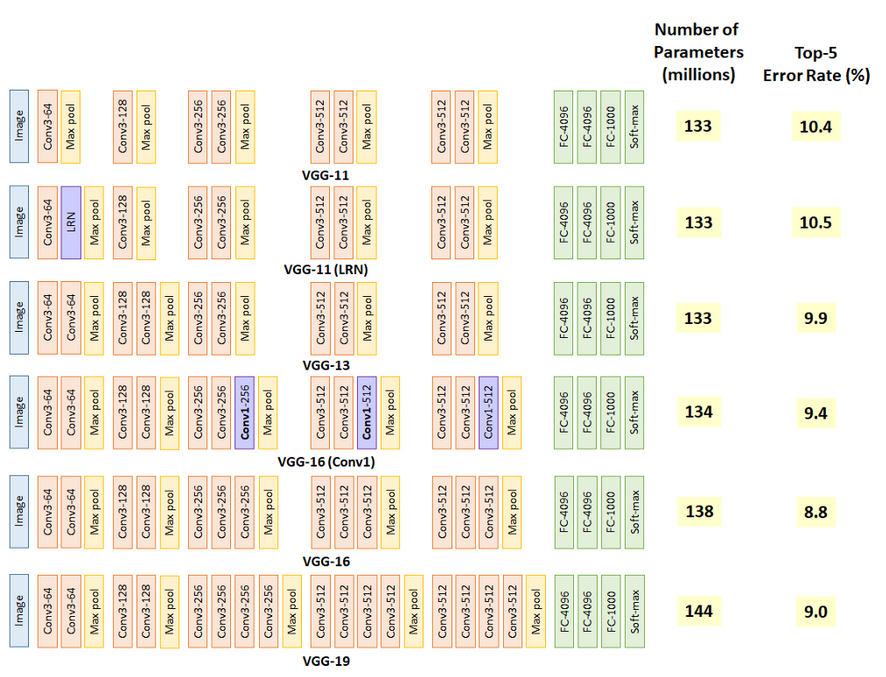 Number of
Parameters
(millions)
Top-5
Error Rate (%)
Image
Conv3-64
Max pool
Conv3-128
Max pool
Conv3-256
Conv3-256
Max pool
Conv3-512
Conv3-512
Max pool
Conv3-512
Conv3-512
Max pool
FC-4096
FC-4096
FC-1000
Soft-max
133
10.4
VGG-11
Image
Conv3-64
LRN
Max pool
Conv3-128
Max pool
Conv3-256
Conv3-256
Max pool
Conv3-512
Conv3-512
Max pool
Conv3-512
Conv3-512
Max pool
FC-4096
FC-4096
FC-1000
Soft-max
133
10.5
VGG-11 (LRN)
Image
Conv3-64
Conv3-64
Max pool
Conv3-128
Conv3-128
Max pool
Conv3-256
Conv3-256
Max pool
Conv3-512
Conv3-512
Max pool
Conv3-512
Conv3-512
Max pool
FC-4096
FC-4096
FC-1000
Soft-max
133
9.9
VGG-13
Image
Conv3-64
Conv3-64
Max pool
Conv3-128
Conv3-128
Max pool
Conv3-256
Conv3-256
Conv1-256
Max pool
Conv3-512
Conv3-512
Conv1-512
Max pool
Conv3-512
Conv3-512
Conv1-512
Max pool
FC-4096
FC-4096
FC-1000
Soft-max
134
9.4
VGG-16 (Conv1)
Image
Conv3-64
Conv3-64
Max pool
Conv3-128
Conv3-128
Max pool
Conv3-256
Conv3-256
Conv3-256
Max pool
Conv3-512
Conv3-512
Conv3-512
Max pool
Conv3-512
Conv3-512
Conv3-512
Max pool
FC-4096
FC-4096
FC-1000
Soft-max
138
8.8
VGG-16
Image
Conv3-64
Conv3-64
Max pool
Conv3-128
Conv3-128
Max pool
Conv3-256
Conv3-256
Conv3-256
Conv3-256
Max pool
Conv3-512
Conv3-512
Conv3-512
Conv3-512
Max pool
Conv3-512
Conv3-512
Conv3-512
Conv3-512
Max pool
FC-4096
FC-4096
FC-1000
Soft-max
144
9.0
VGG-19